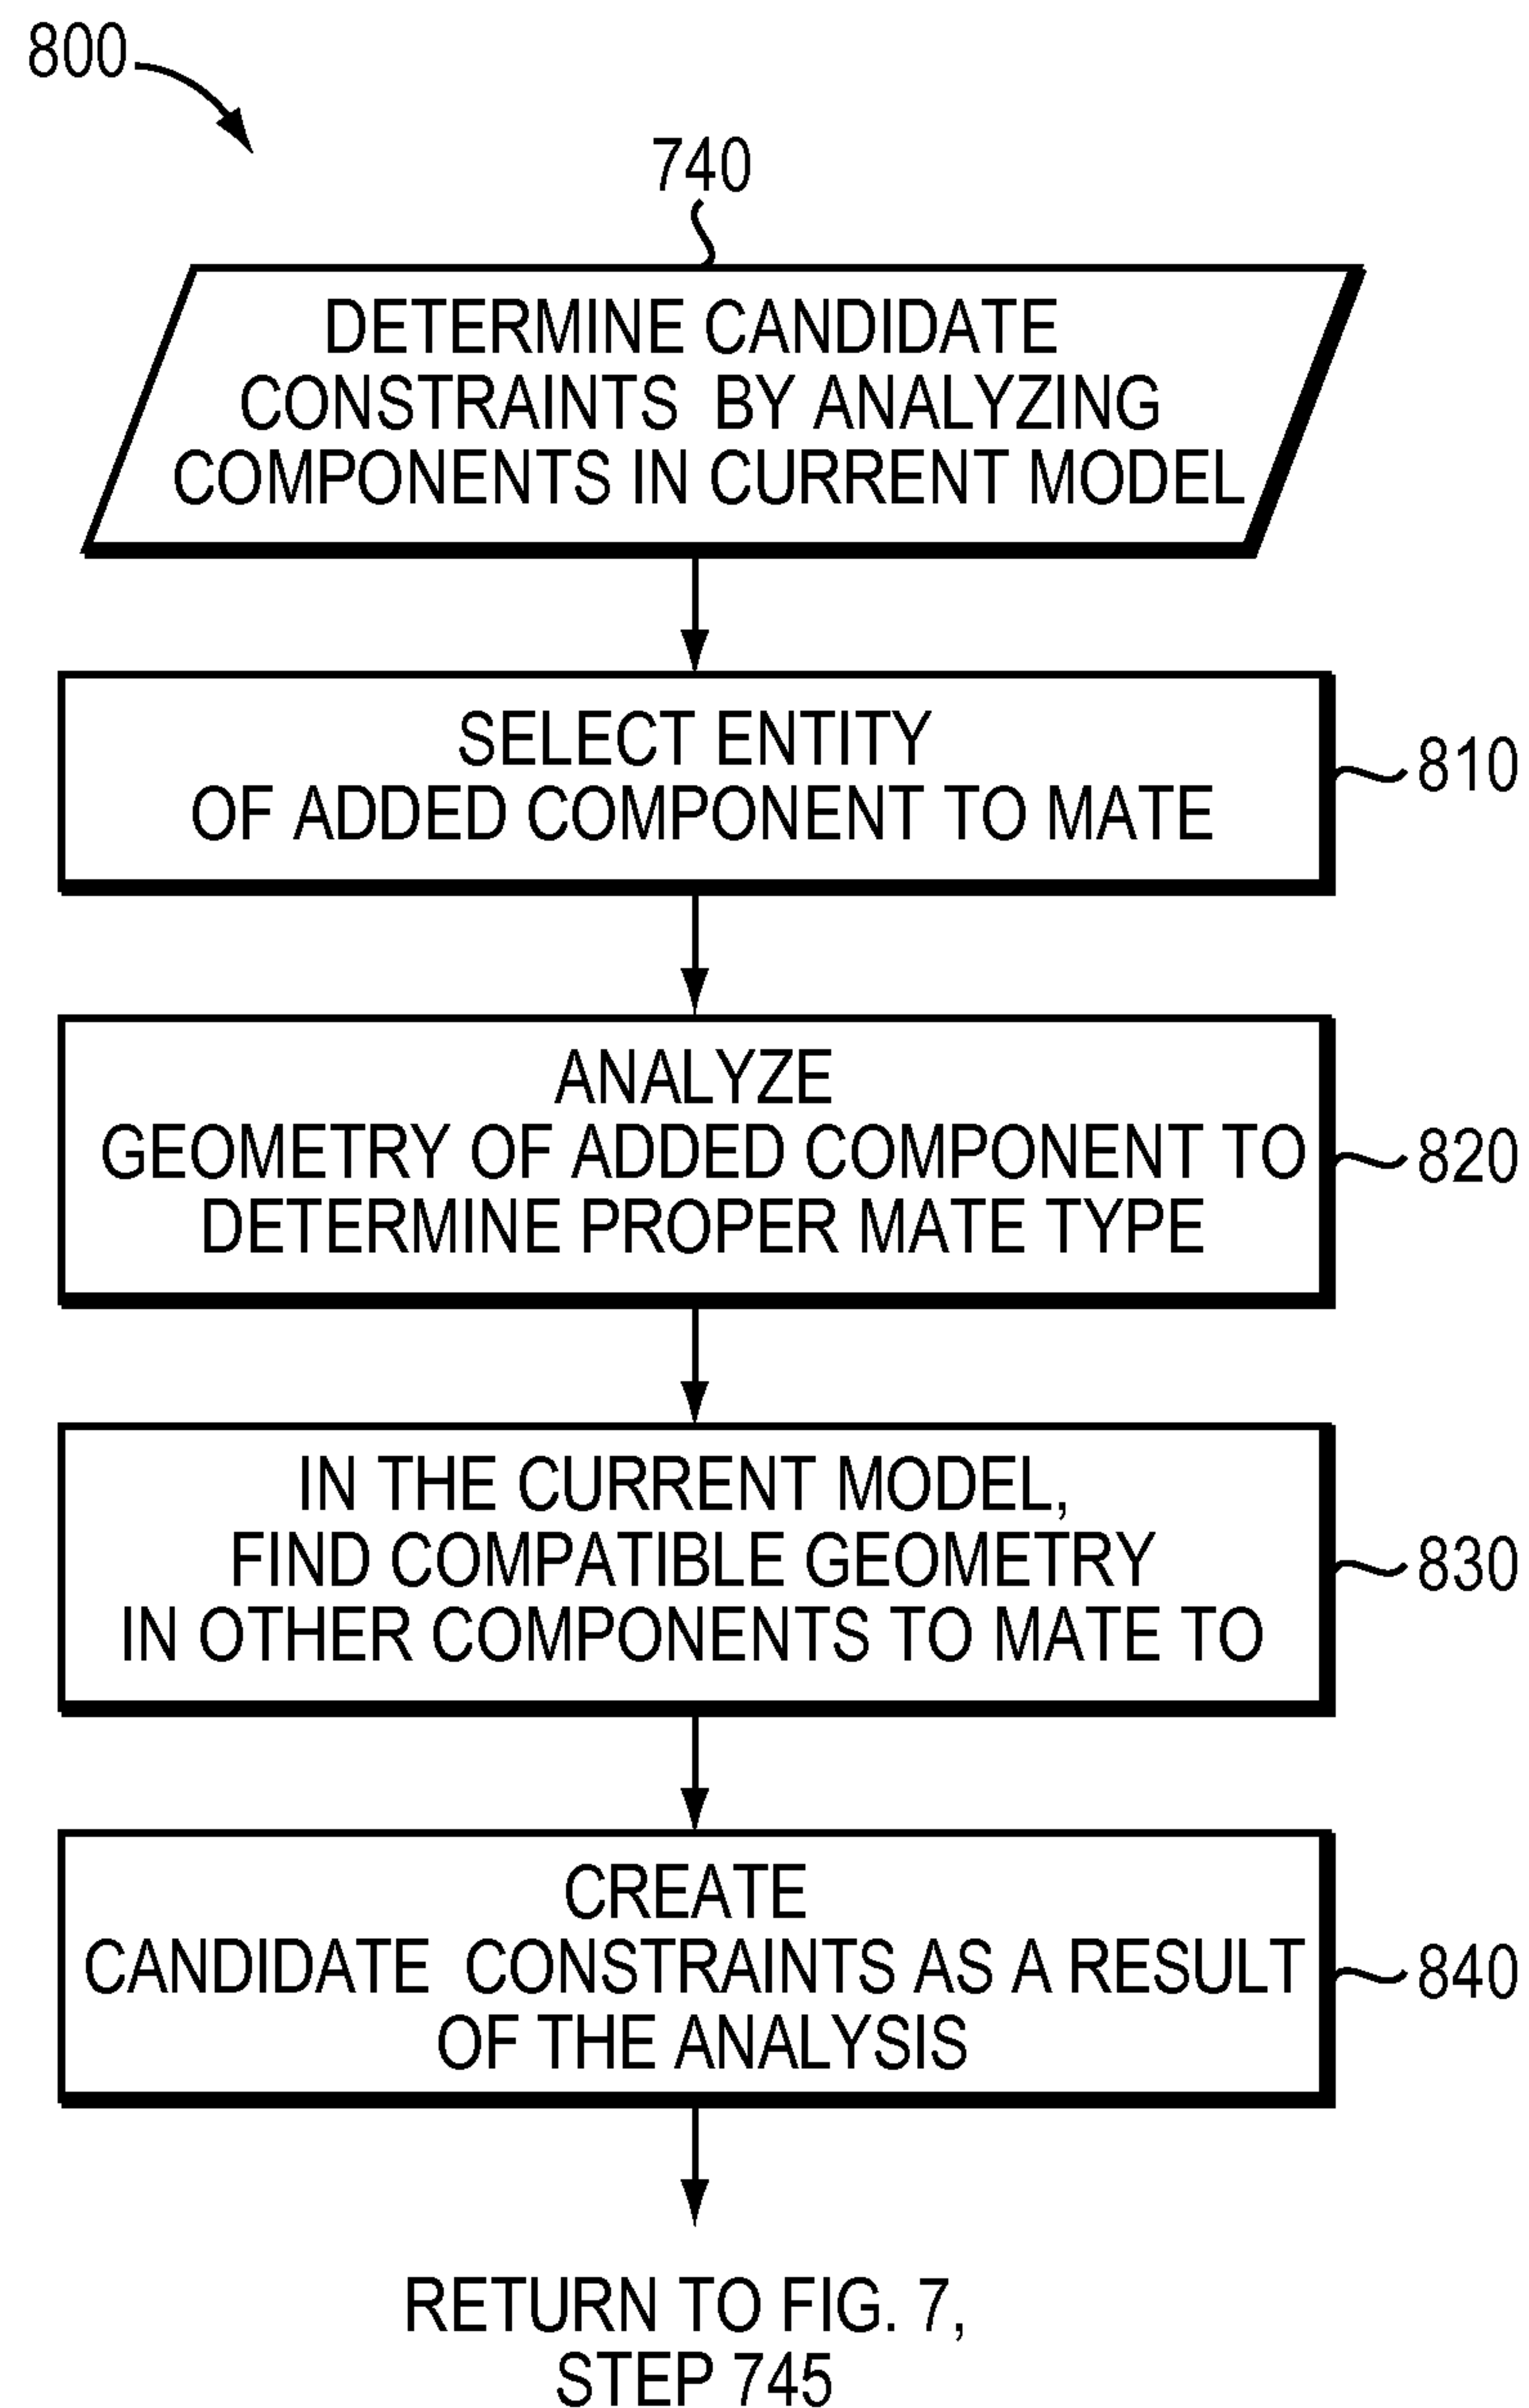 800
740
DETERMINE CANDIDATE
CONSTRAINTS BY ANALYZING
COMPONENTS IN CURRENT MODEL
SELECT ENTITY
OF ADDED COMPONENT TO MATE
810
ANALYZE
GEOMETRY OF ADDED COMPONENT TO
DETERMINE PROPER MATE TYPE
820
IN THE CURRENT MODEL,
FIND COMPATIBLE GEOMETRY
IN OTHER COMPONENTS TO MATE TO
830
CREATE
CANDIDATE CONSTRAINTS AS A RESULT
OF THE ANALYSIS
840
RETURN TO FIG. 7,
STEP 745